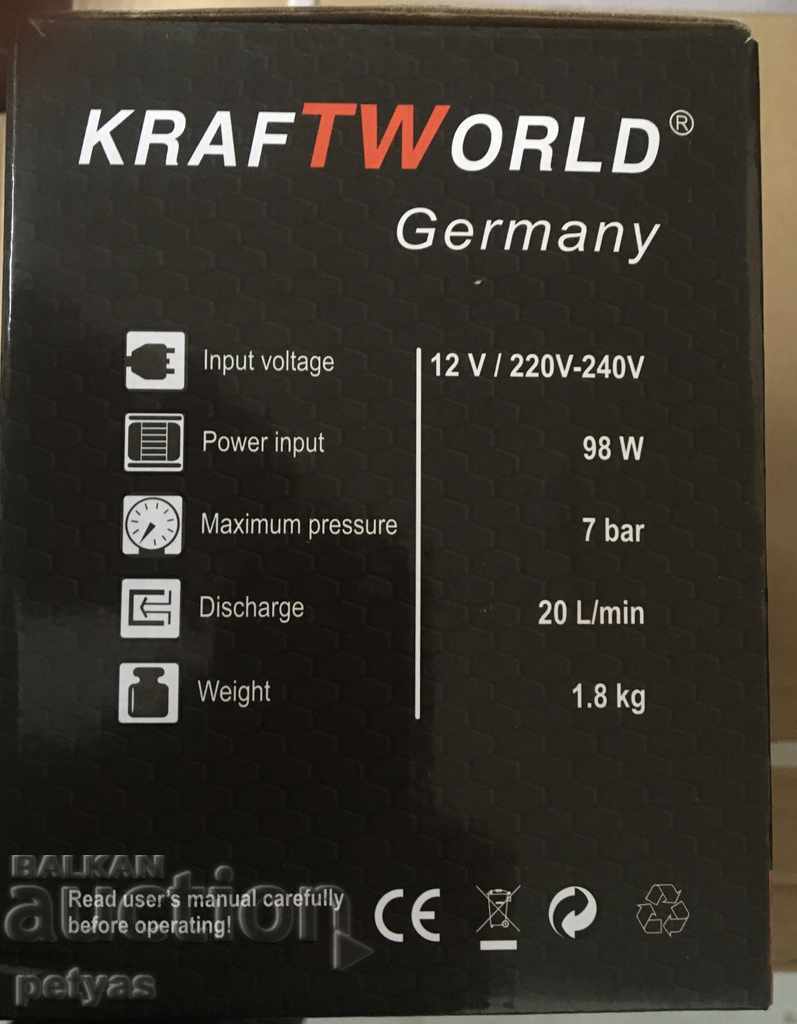 KRAFTWORLD®
Germany
Input voltage 12 V / 220V-240V
Power input 98 W
Maximum pressure 7 bar
Discharge 20 L/min
Weight 1.8 kg
BALKAN
auction
Read user's manual carefully
before operating!
CE
petyas